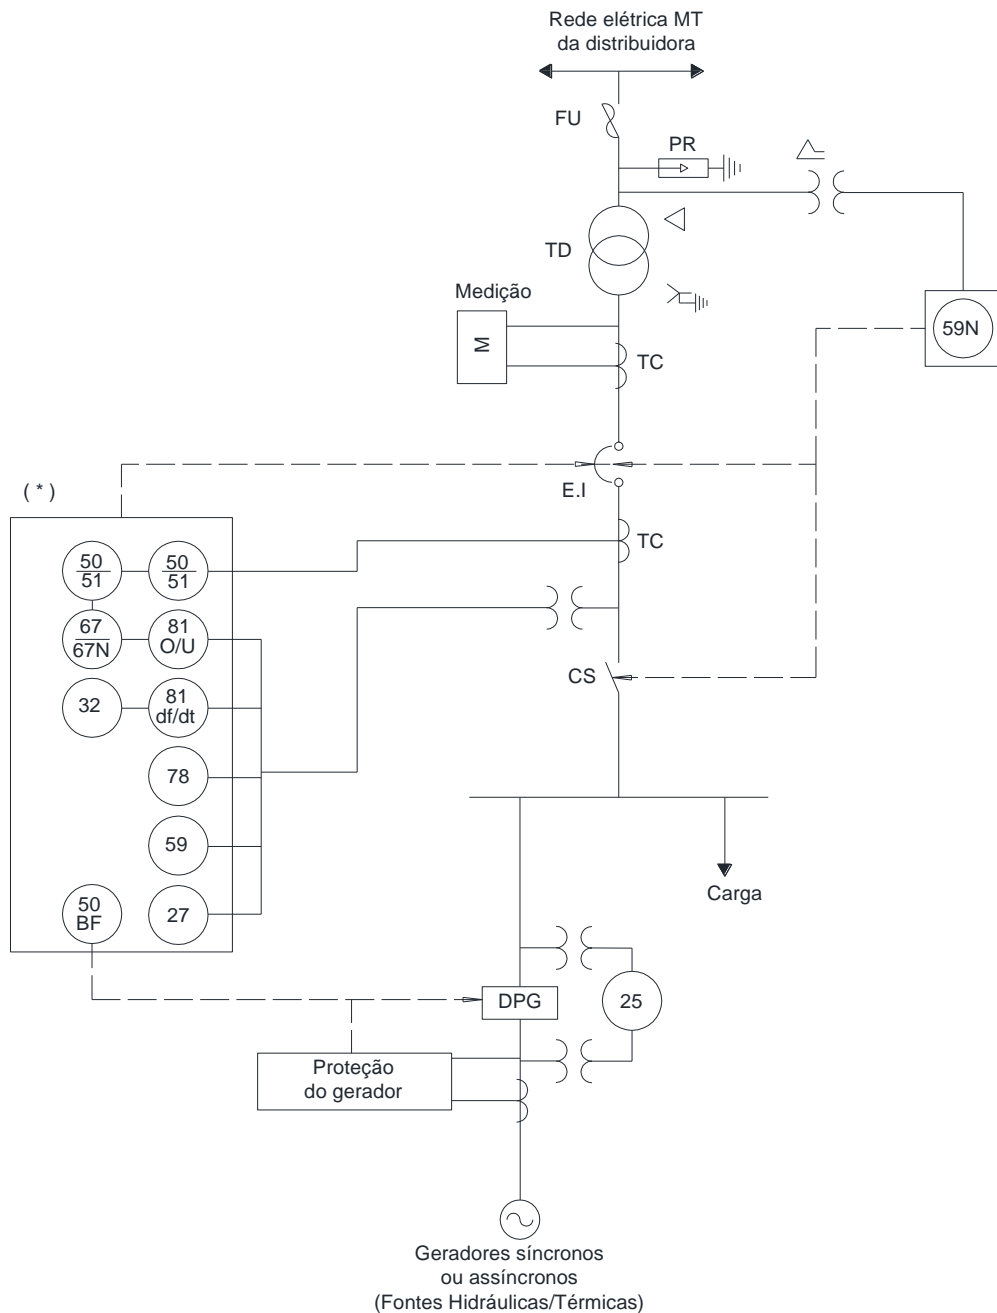 Rede elétrica MT
da distribuidora
FU
PR
TD
Medição
M
TC
59N
E.I
( * )
TC
50
51
50
51
67
67N
81
O/U
CS
32
81
df/dt
78
59
Carga
50
BF
27
DPG
25
Proteção
do gerador
Geradores síncronos
ou assíncronos
(Fontes Hidráulicas/Térmicas)